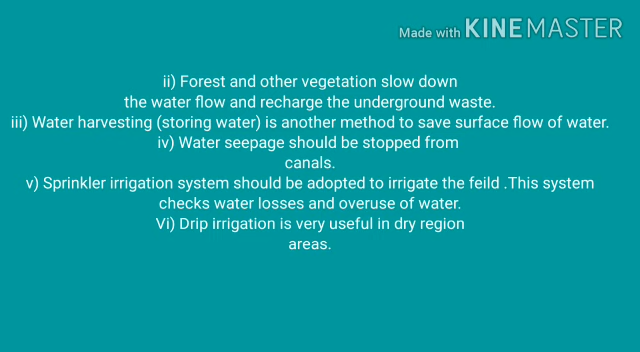 Made with KINEMASTER
ii) Forest and other vegetation slow down
the water flow and recharge the underground waste.
iii) Water harvesting (storing water) is another method to save surface flow of water.
iv) Water seepage should be stopped from
canals.
v) Sprinkler irrigation system should be adopted to irrigate the feild .This system
checks water losses and overuse of water.
Vi) Drip irrigation is very useful in dry region
areas.